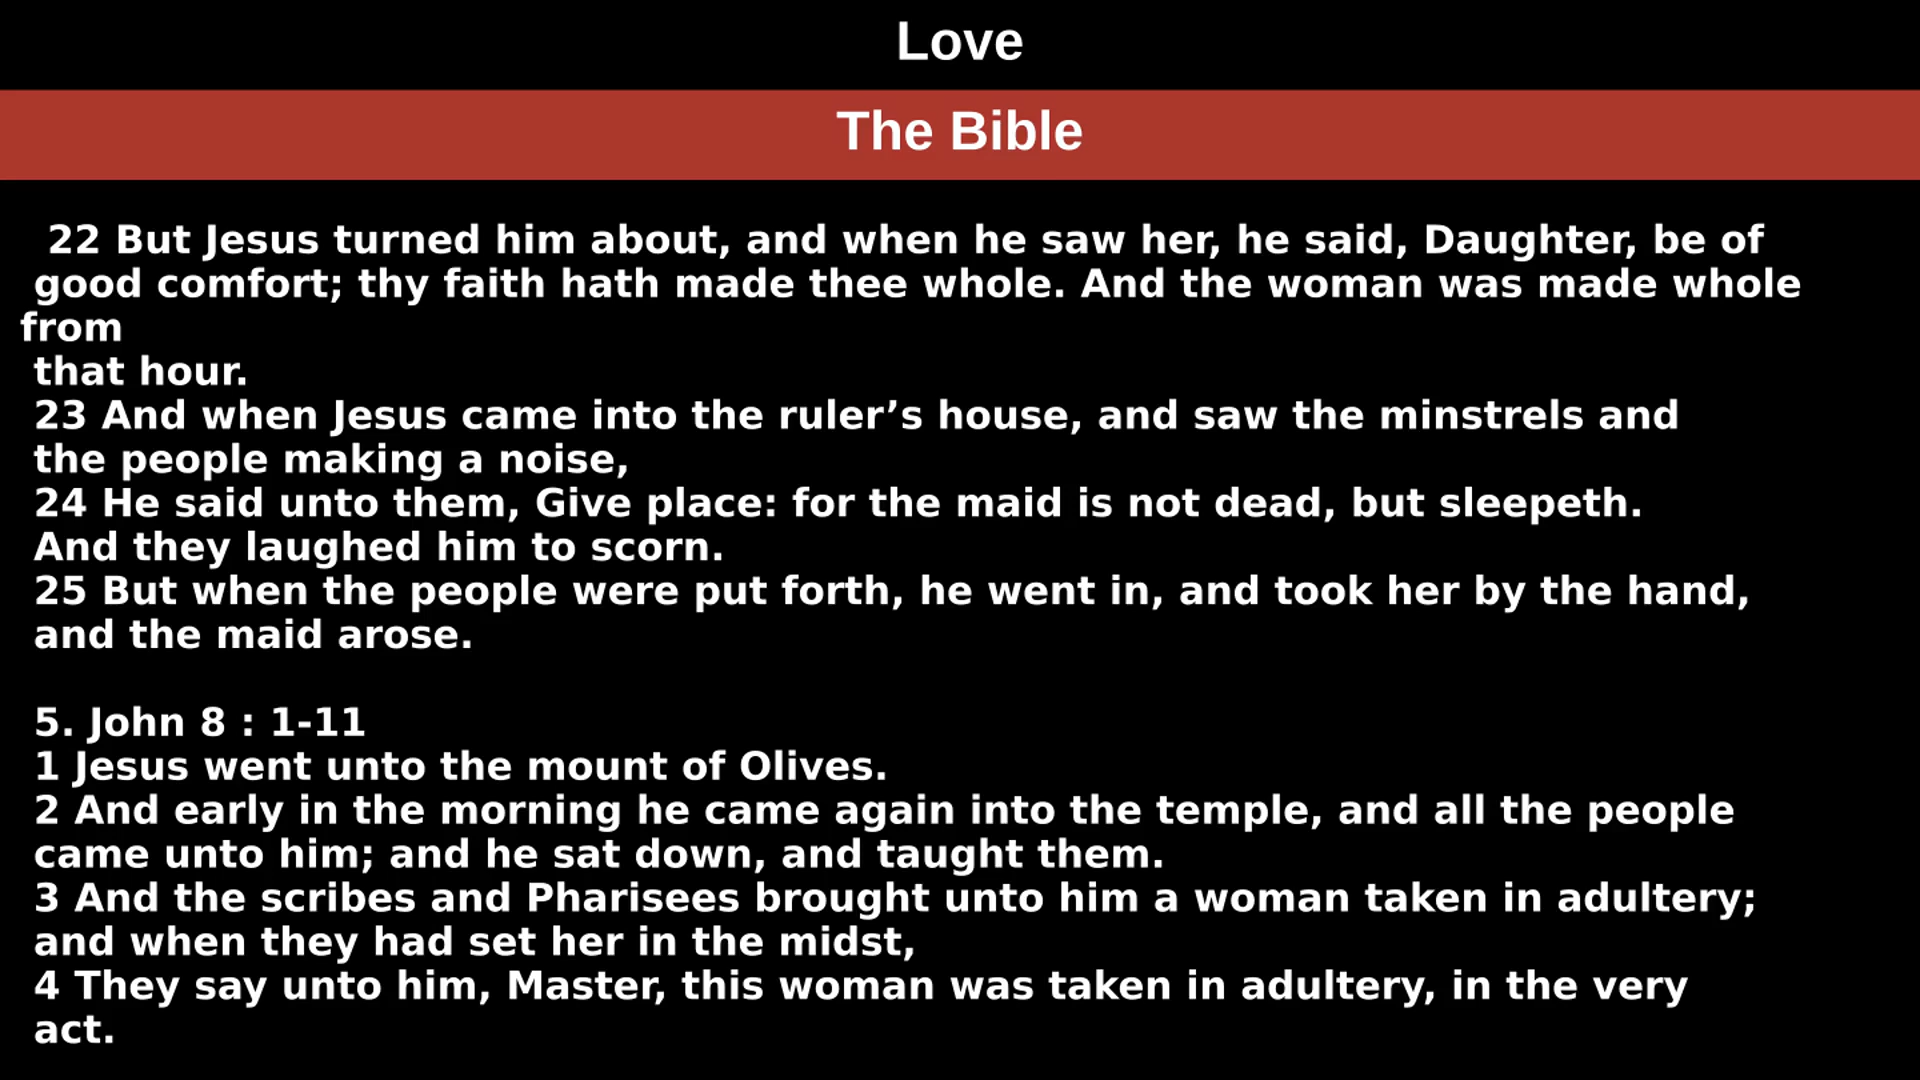 Love
The Bible
22 But Jesus turned him about, and when he saw her, he said, Daughter, be of
good comfort; thy faith hath made thee whole. And the woman was made whole
from
that hour.
23 And when Jesus came into the ruler’s house, and saw the minstrels and
the people making a noise,
24 He said unto them, Give place: for the maid is not dead, but sleepeth.
And they laughed him to scorn.
25 But when the people were put forth, he went in, and took her by the hand,
and the maid arose.
5. John 8 : 1-11
1 Jesus went unto the mount of Olives.
2 And early in the morning he came again into the temple, and all the people
came unto him; and he sat down, and taught them.
3 And the scribes and Pharisees brought unto him a woman taken in adultery;
and when they had set her in the midst,
4 They say unto him, Master, this woman was taken in adultery, in the very
act.